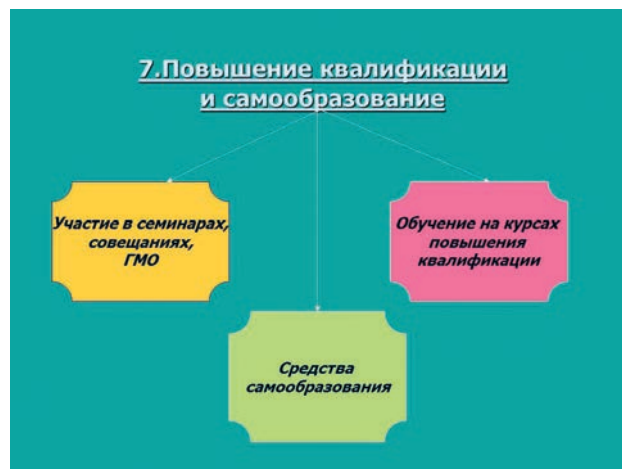 7.Повышение квалификации
и самообразование
Участие в семинарах,
совещаниях,
ГМО
Обучение на курсах
повышения
квалификации
Средства
самообразования